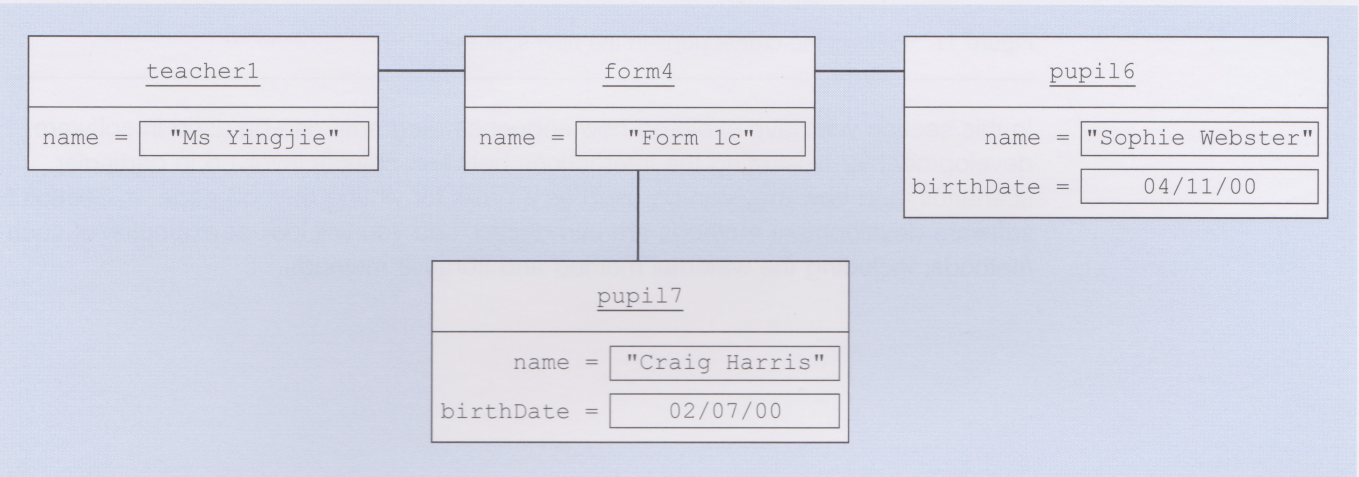 teacher1
name = "Ms Yingjie"
form4
name = "Form 1c"
pupil6
name = "Sophie Webster"
birthDate = 04/11/00
pupil7
name = "Craig Harris"
birthDate = 02/07/00